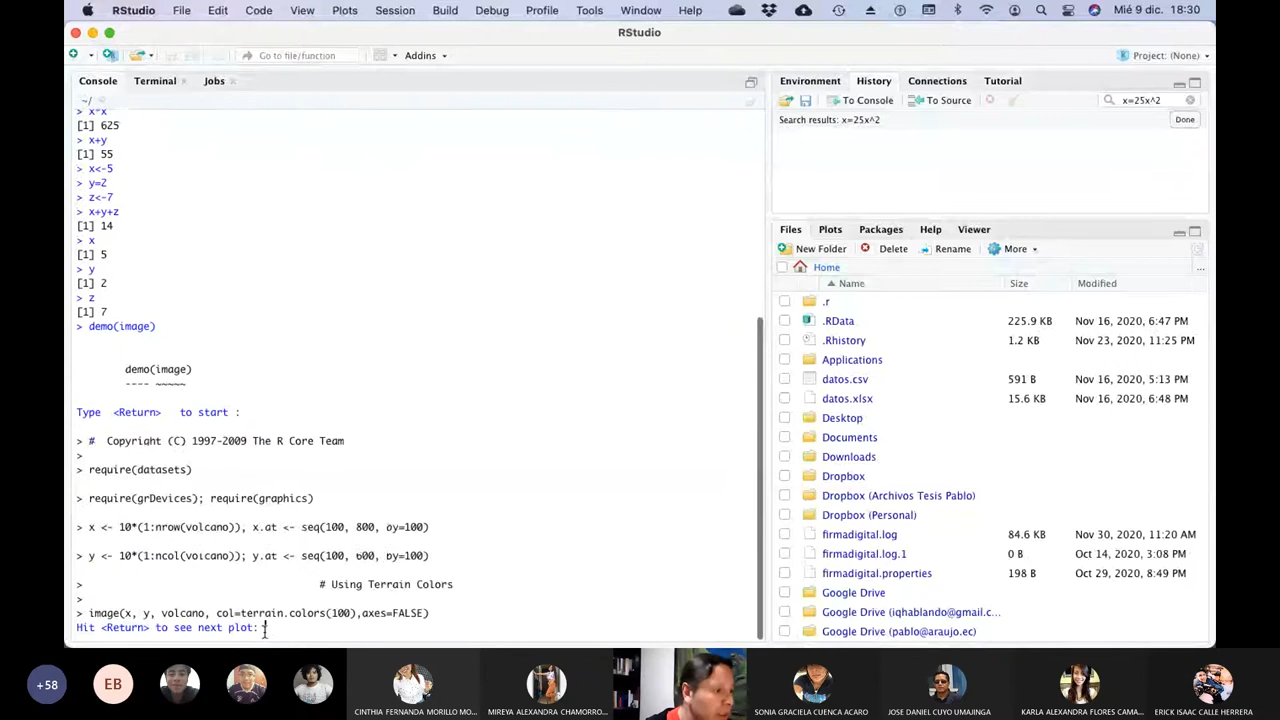 RStudio File Edit Code View Plots Session Build Debug Profile Tools Window Help Mié 9 dic. 18:30
RStudio
Go to file/function Addins Project: (None)
Console Terminal Jobs
~/
> x*x
[1] 625
> x+y
[1] 55
> x<-5
> y=2
> z<-7
> x+y+z
[1] 14
> x
[1] 5
> y
[1] 2
> z
[1] 7
> demo(image)
demo(image)
---- ~~~~~
Type <Return> to start :
> # Copyright (C) 1997-2009 The R Core Team
>
> require(datasets)
> require(grDevices); require(graphics)
> x <- 10*(1:nrow(volcano)), x.at <- seq(100, 800, by=100)
> y <- 10*(1:ncol(volcano)); y.at <- seq(100, 600, by=100)
> # Using Terrain Colors
>
> image(x, y, volcano, col=terrain.colors(100),axes=FALSE)
Hit <Return> to see next plot:
Environment History Connections Tutorial
To Console To Source x=25x^2
Search results: x=25x^2 Done
Files Plots Packages Help Viewer
New Folder Delete Rename More
Home ...
Name Size Modified
.r
.RData 225.9 KB Nov 16, 2020, 6:47 PM
.Rhistory 1.2 KB Nov 23, 2020, 11:25 PM
Applications
datos.csv 591 B Nov 16, 2020, 5:13 PM
datos.xlsx 15.6 KB Nov 16, 2020, 6:48 PM
Desktop
Documents
Downloads
Dropbox
Dropbox (Archivos Tesis Pablo)
Dropbox (Personal)
firmadigital.log 84.6 KB Nov 30, 2020, 11:20 AM
firmadigital.log.1 0 B Oct 14, 2020, 3:08 PM
firmadigital.properties 198 B Oct 29, 2020, 8:49 PM
Google Drive
Google Drive (iqhablando@gmail.c...
Google Drive (pablo@araujo.ec)
+58 EB
CINTHIA FERNANDA MORILLO MO... MIREYA ALEXANDRA CHAMORRO... SONIA GRACIELA CUENCA ACARO JOSE DANIEL CUYO UMAJINGA KARLA ALEXANDRA FLORES CAMA... ERICK ISAAC CALLE HERRERA